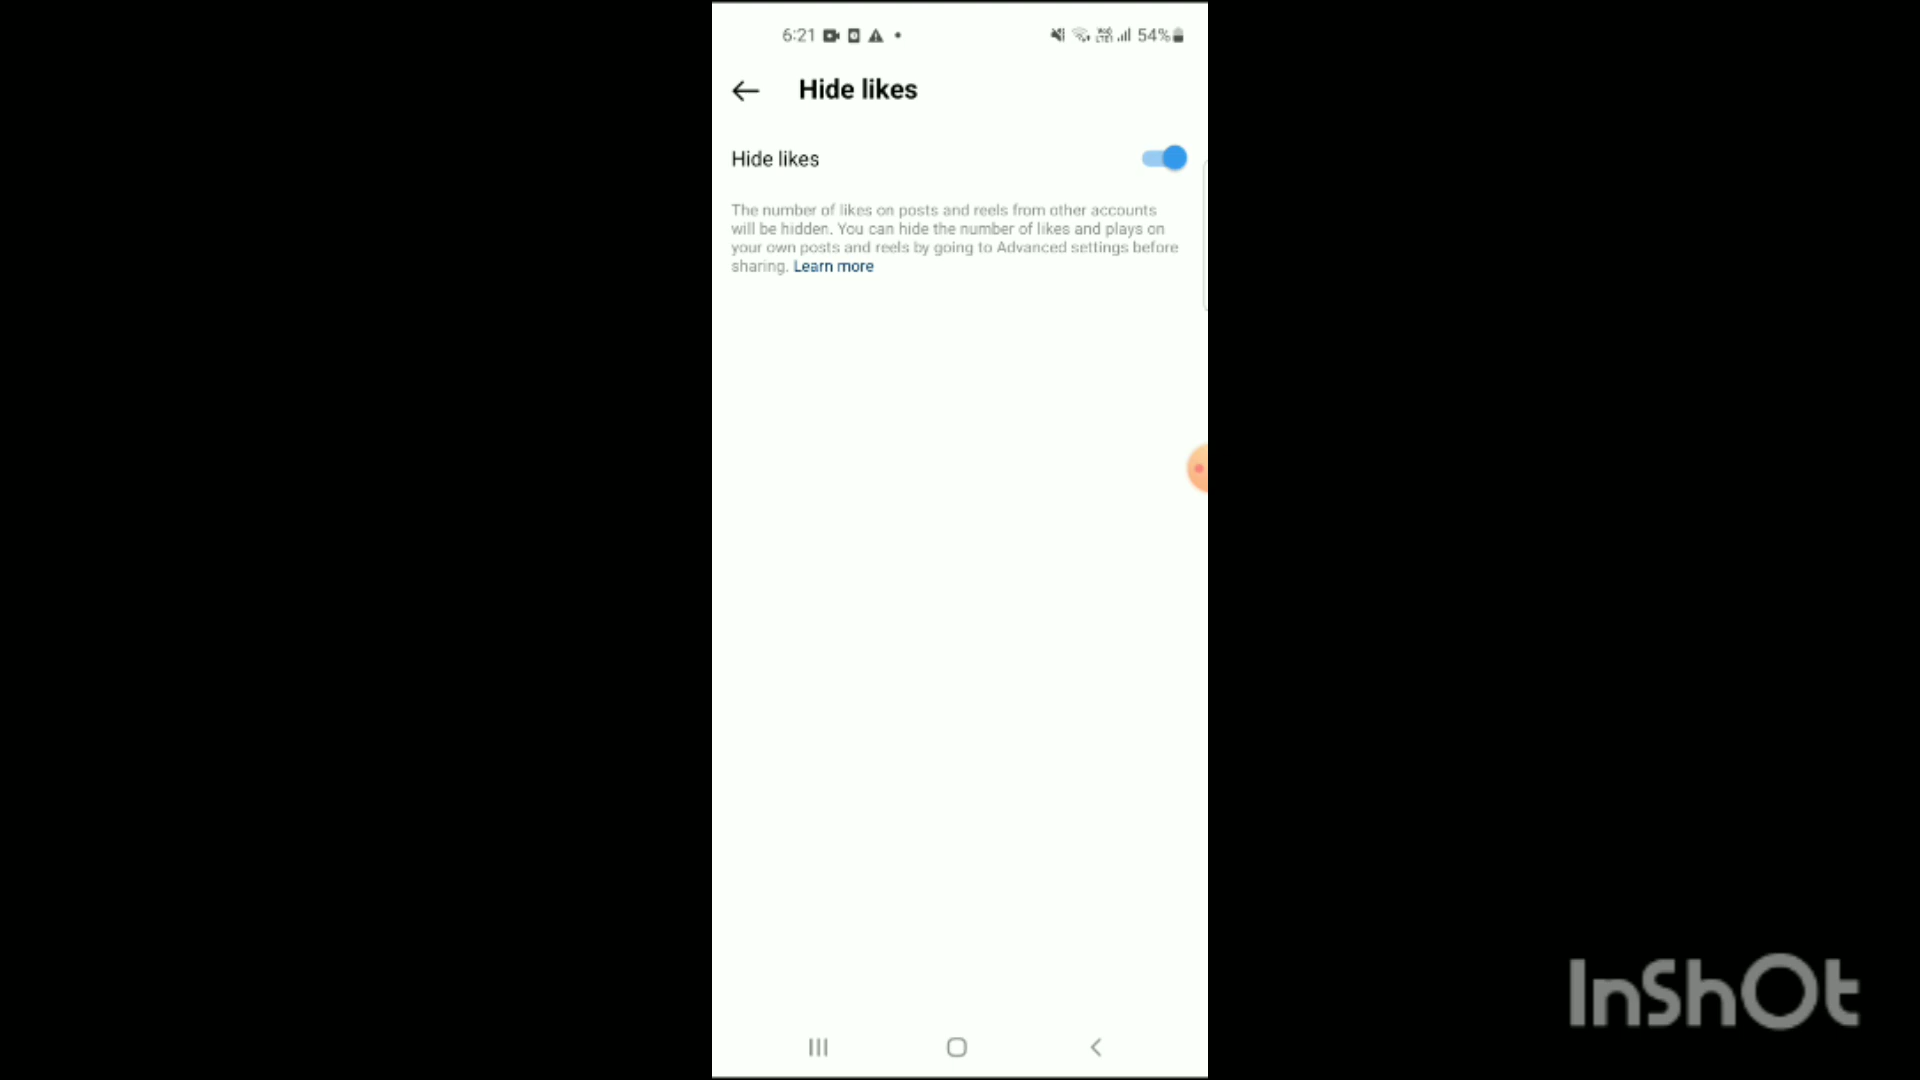 6:21
54%
Hide likes
Hide likes
The number of likes on posts and reels from other accounts
will be hidden. You can hide the number of likes and plays on
your own posts and reels by going to Advanced settings before
sharing. Learn more
InShOt